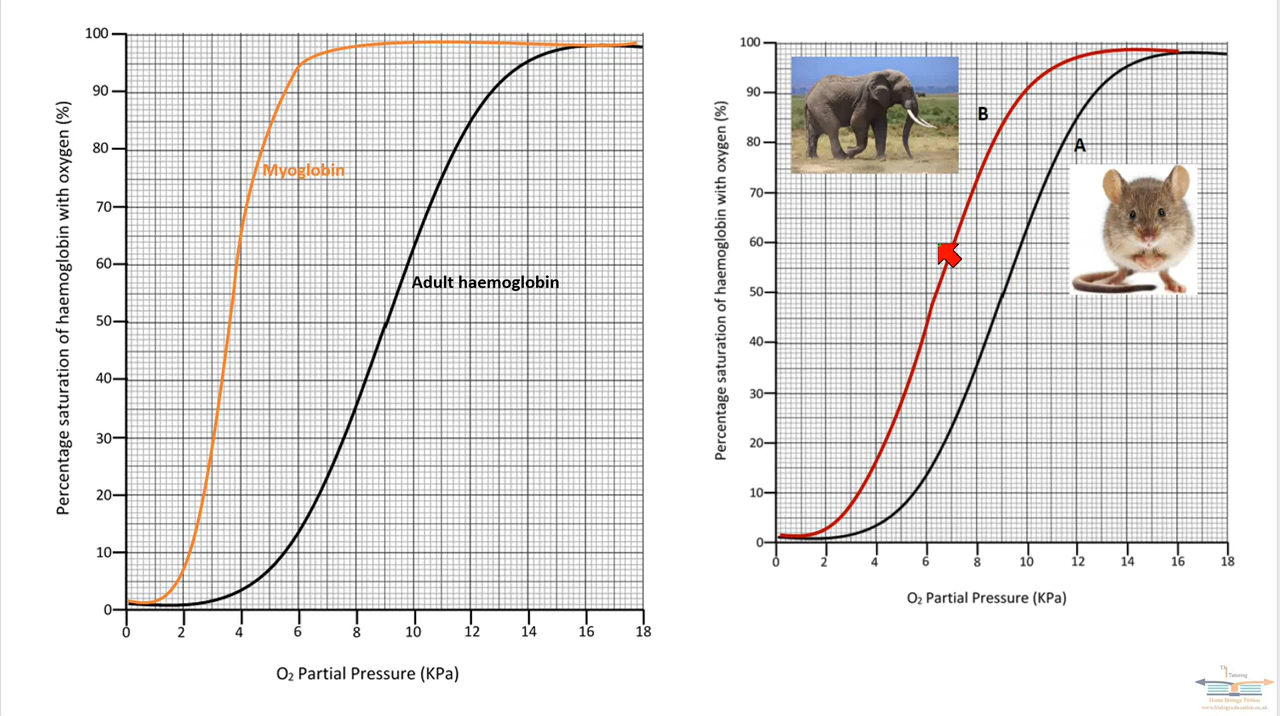 Percentage saturation of haemoglobin with oxygen (%)
100
90
80
70
60
50
40
30
20
10
0
Myoglobin
Adult haemoglobin
0 2 4 6 8 10 12 14 16 18
O₂ Partial Pressure (KPa)
Percentage saturation of haemoglobin with oxygen (%)
100
90
80
70
60
50
40
30
20
10
0
B
A
0 2 4 6 8 10 12 14 16 18
O₂ Partial Pressure (KPa)
Tutoring